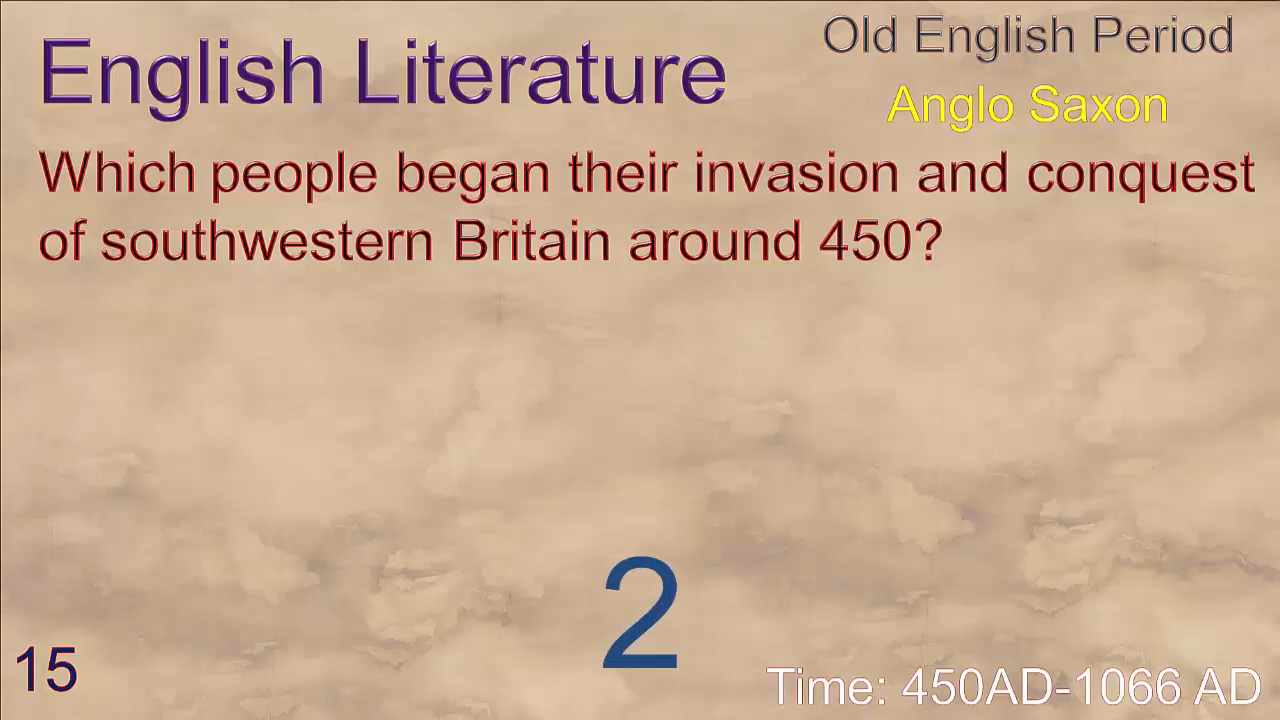 English Literature
Old English Period
Anglo Saxon
Which people began their invasion and conquest
of southwestern Britain around 450?
2
15
Time: 450AD-1066 AD